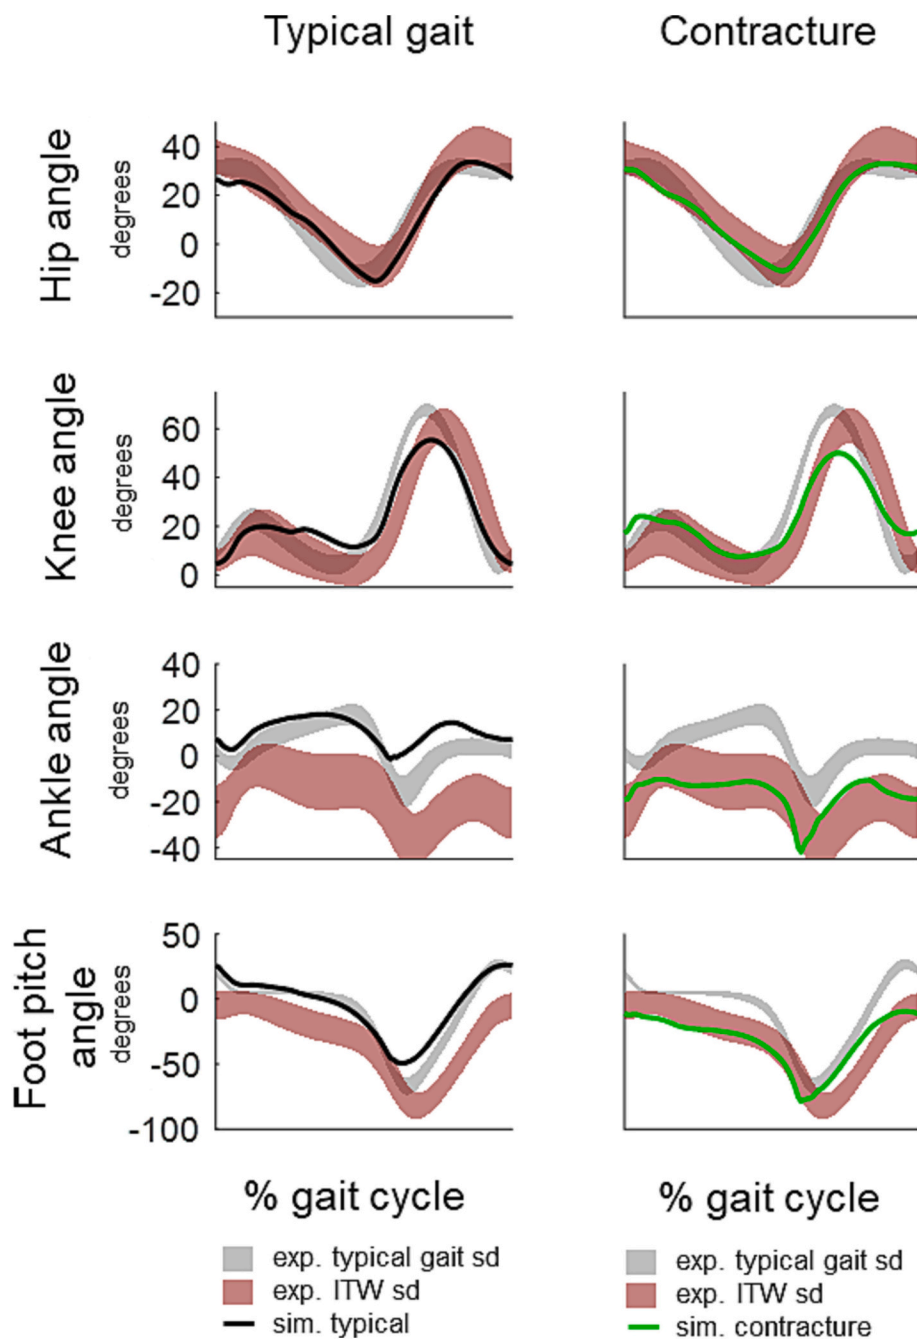 Typical gait
Contracture
Hip angle
degrees
40
20
0
-20
Knee angle
degrees
60
40
20
0
Ankle angle
degrees
40
20
0
-20
-40
Foot pitch
angle
degrees
50
0
-50
-100
% gait cycle
% gait cycle
exp. typical gait sd
exp. ITW sd
sim. typical
exp. typical gait sd
exp. ITW sd
sim. contracture